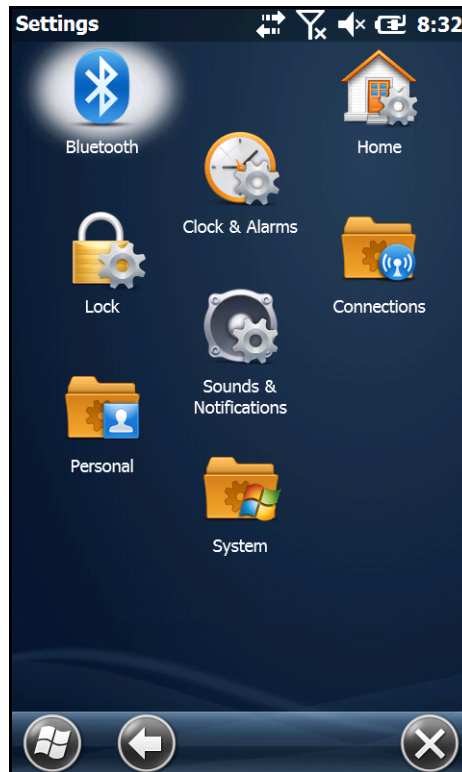 Settings
8:32
Bluetooth
Home
Clock & Alarms
Lock
Connections
Sounds &
Notifications
Personal
System